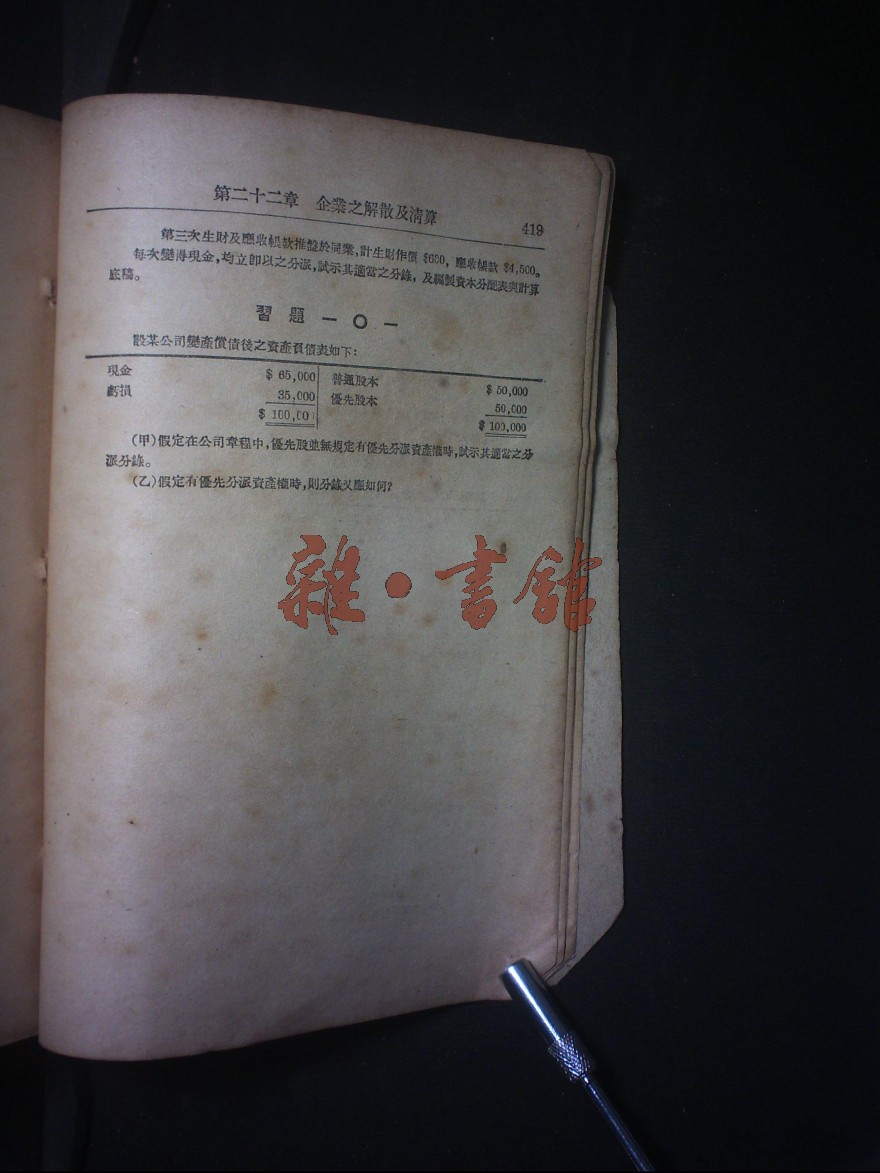 第二十二章 企業之解散及清算 419
第三次生財及應收帳款推盤於同業,計生財作價 $600, 應收帳款 $4,500。
每次變得現金,均立即以之分派,試示其適當之分錄, 及編製資本分配表與計算
底稿。
習 題 一 〇 一
設某公司變產償債後之資產負債表如下:
現金 $ 65,000 普通股本 $ 50,000
虧損 35,000 優先股本 50,000
$ 100,000 $ 100,000
(甲)假定在公司章程中,優先股並無規定有優先分派資產權時,試示其適當之分
派分錄。
(乙)假定有優先分派資產權時,則分錄又應如何?
雜·書館